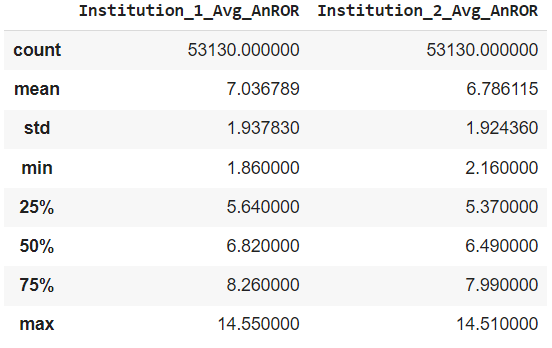 Institution_1_Avg_AnROR Institution_2_Avg_AnROR
count 53130.000000 53130.000000
mean 7.036789 6.786115
std 1.937830 1.924360
min 1.860000 2.160000
25% 5.640000 5.370000
50% 6.820000 6.490000
75% 8.260000 7.990000
max 14.550000 14.510000